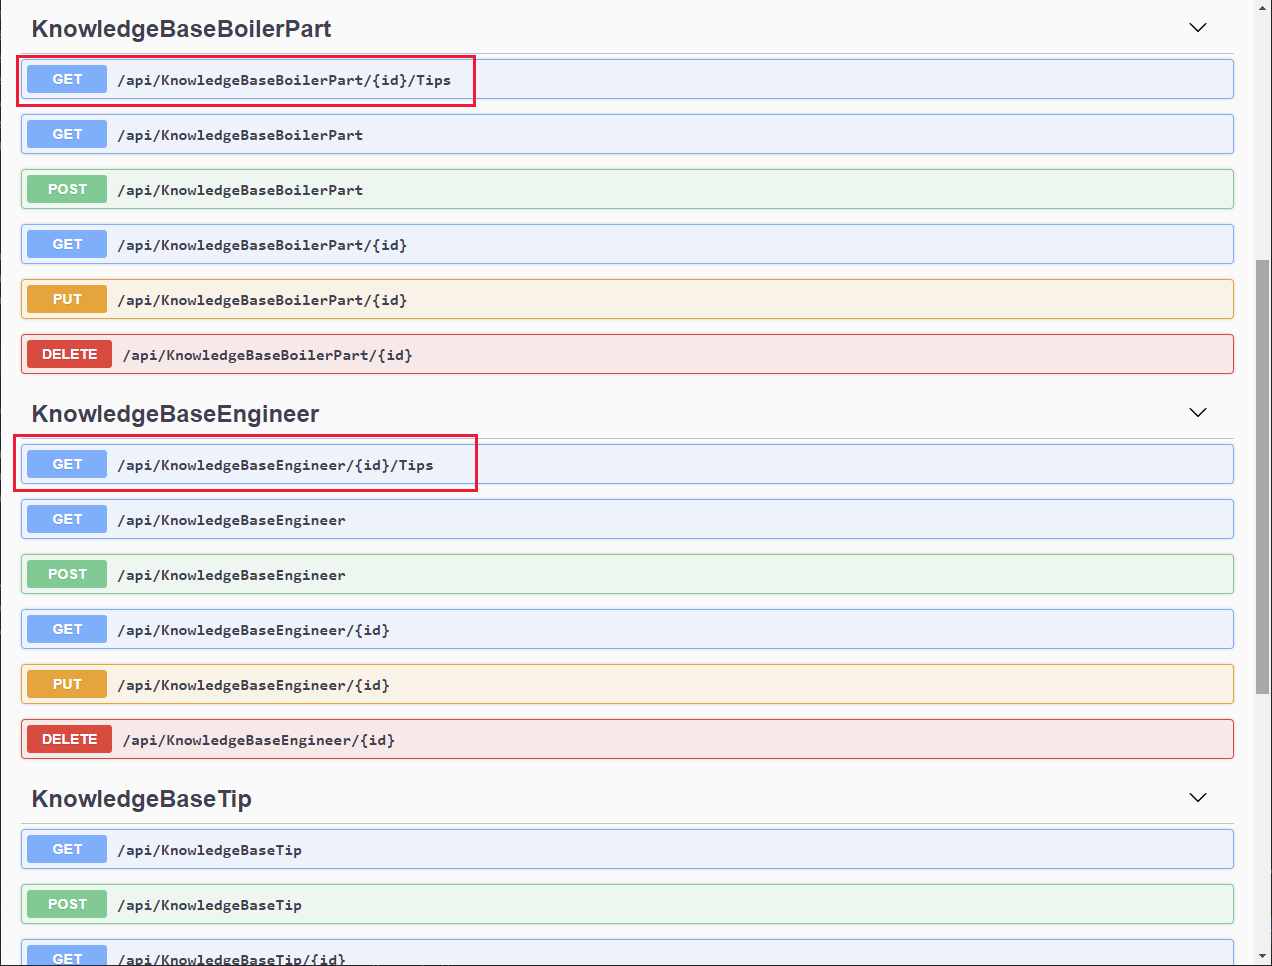 KnowledgeBaseBoilerPart
GET /api/KnowledgeBaseBoilerPart/{id}/Tips
GET /api/KnowledgeBaseBoilerPart
POST /api/KnowledgeBaseBoilerPart
GET /api/KnowledgeBaseBoilerPart/{id}
PUT /api/KnowledgeBaseBoilerPart/{id}
DELETE /api/KnowledgeBaseBoilerPart/{id}
KnowledgeBaseEngineer
GET /api/KnowledgeBaseEngineer/{id}/Tips
GET /api/KnowledgeBaseEngineer
POST /api/KnowledgeBaseEngineer
GET /api/KnowledgeBaseEngineer/{id}
PUT /api/KnowledgeBaseEngineer/{id}
DELETE /api/KnowledgeBaseEngineer/{id}
KnowledgeBaseTip
GET /api/KnowledgeBaseTip
POST /api/KnowledgeBaseTip
GET /api/KnowledgeBaseTip/{id}